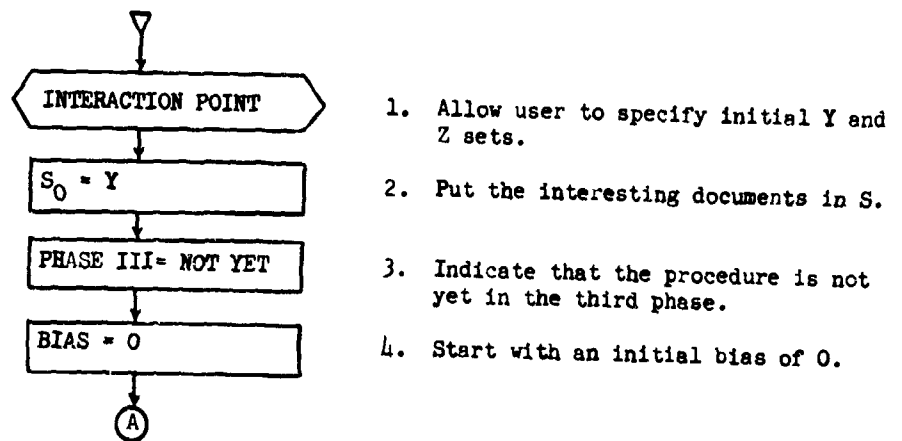 INTERACTION POINT
S₀ = Y
PHASE III= NOT YET
BIAS = 0
A
1. Allow user to specify initial Y and
Z sets.
2. Put the interesting documents in S.
3. Indicate that the procedure is not
yet in the third phase.
4. Start with an initial bias of 0.